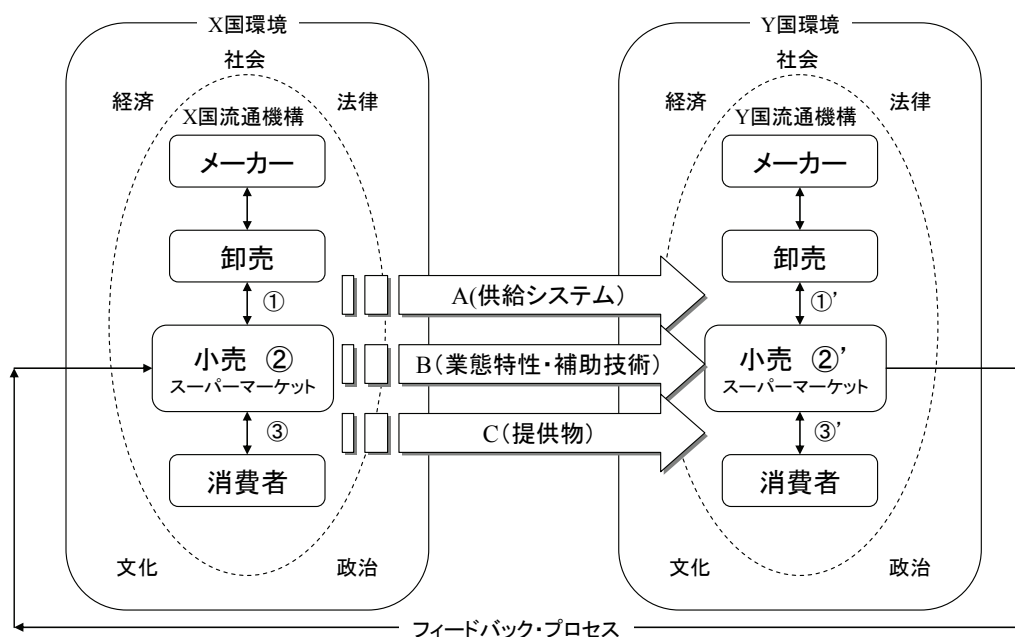 X国環境
社会
経済
法律
X国流通機構
メーカー
卸売
①
小売 ②
スーパーマーケット
③
消費者
文化
政治
A(供給システム）
B（業態特性・補助技術）
C（提供物）
Y国環境
社会
経済
法律
Y国流通機構
メーカー
卸売
①’
小売 ②’
スーパーマーケット
③’
消費者
文化
政治
フィードバック・プロセス